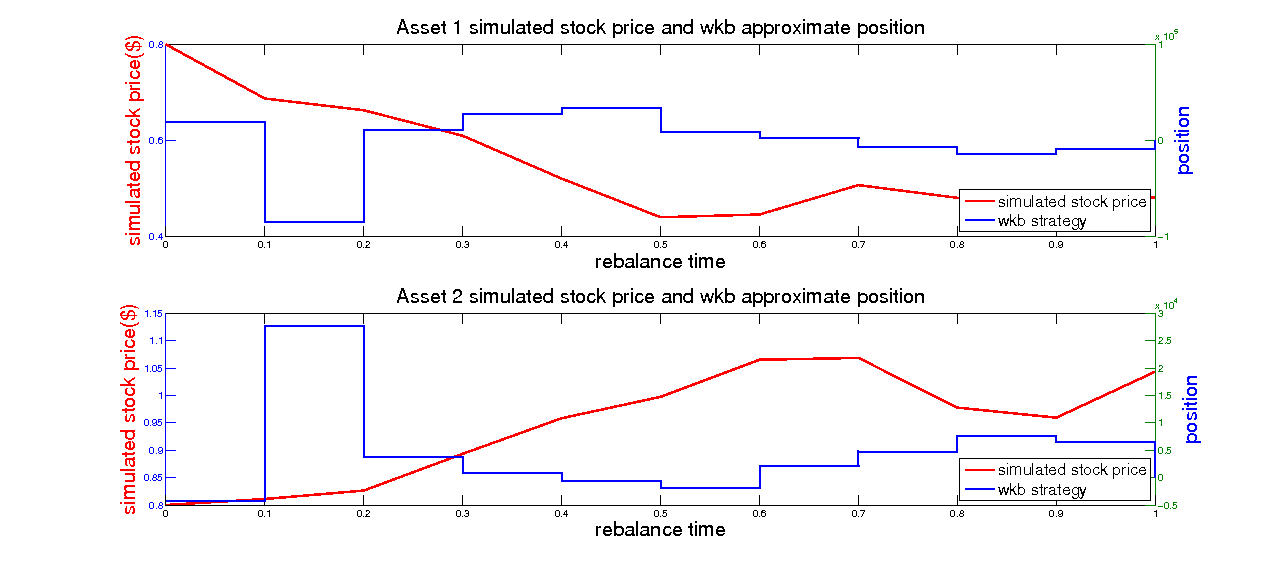 Asset 1 simulated stock price and wkb approximate position
x 10^5
simulated stock price($)
0.8
0.6
0.4
1
0
-1
position
simulated stock price
wkb strategy
0 0.1 0.2 0.3 0.4 0.5 0.6 0.7 0.8 0.9 1
rebalance time
Asset 2 simulated stock price and wkb approximate position
x 10^4
simulated stock price($)
1.15
1.1
1.05
1
0.95
0.9
0.85
0.8
3
2.5
2
1.5
1
0.5
0
-0.5
position
simulated stock price
wkb strategy
0 0.1 0.2 0.3 0.4 0.5 0.6 0.7 0.8 0.9 1
rebalance time